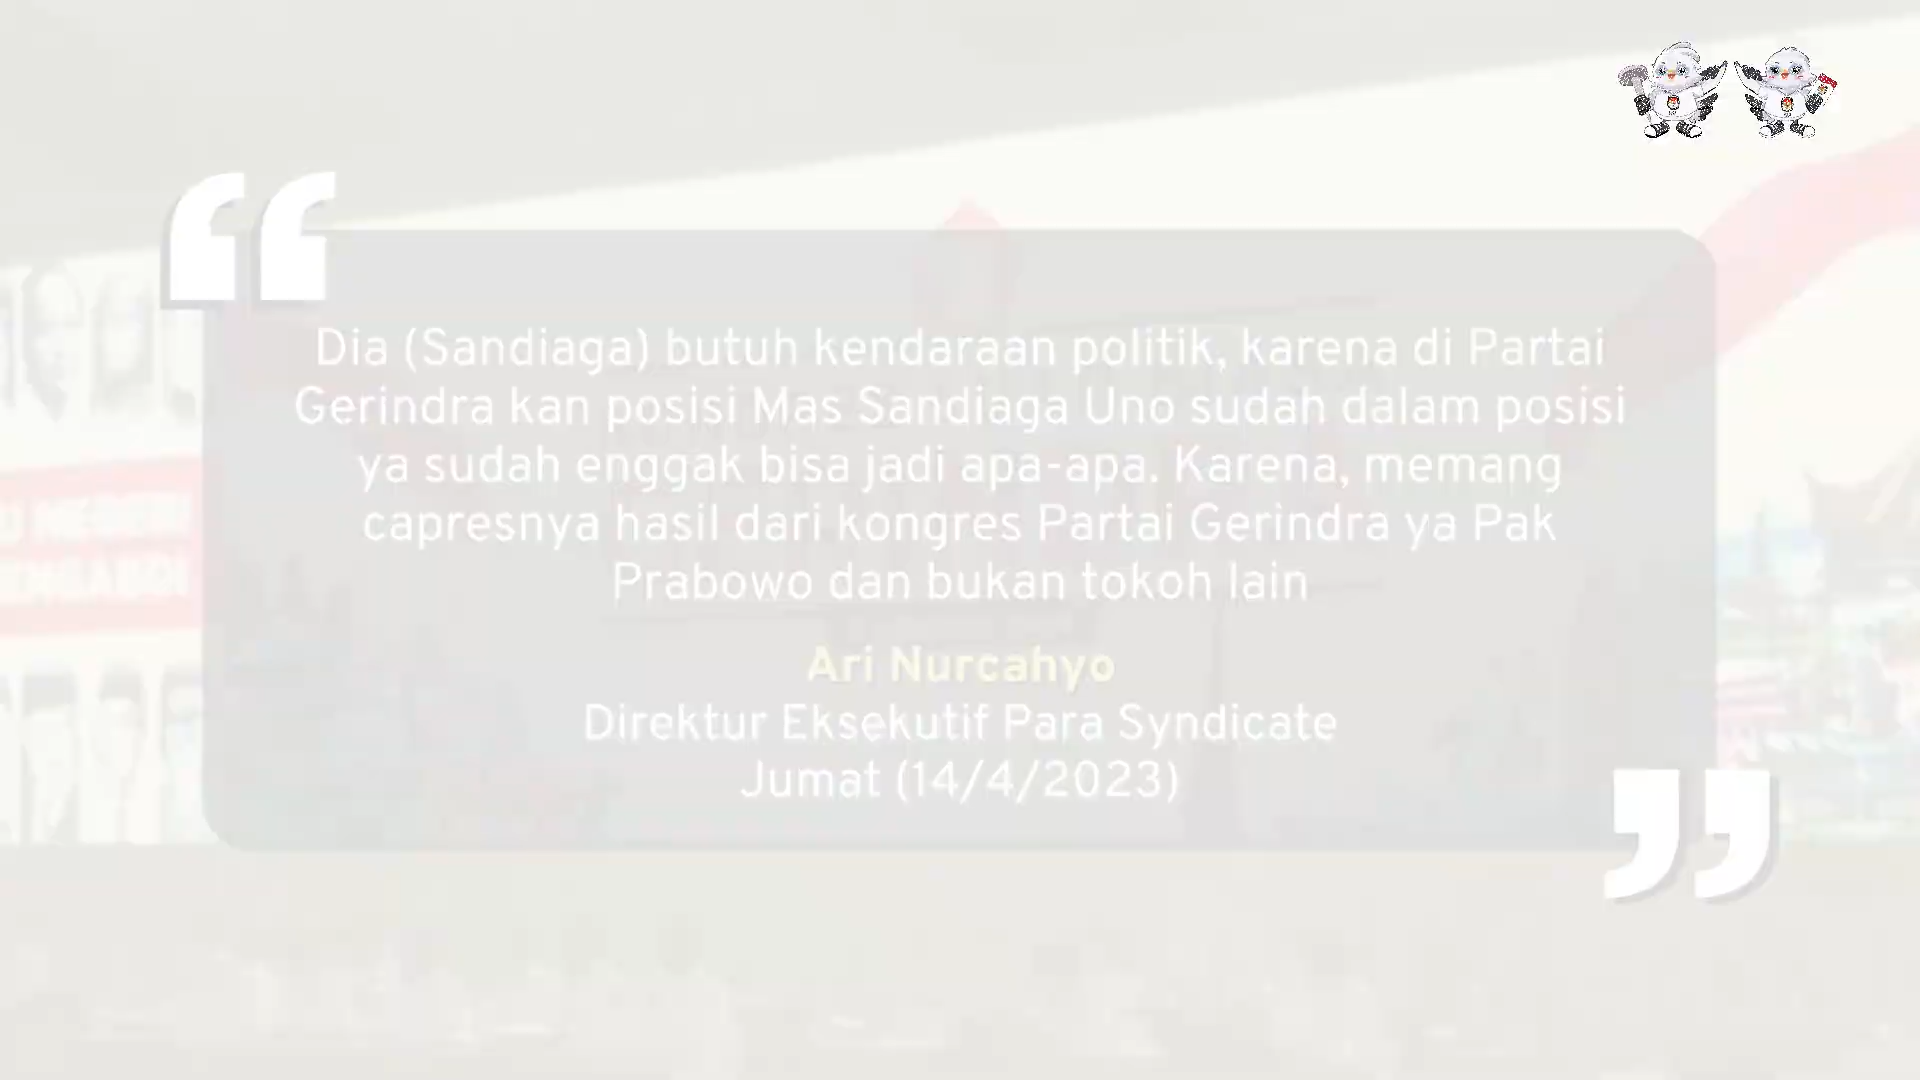 Dia (Sandiaga) butuh kendaraan politik, karena di Partai
Gerindra kan posisi Mas Sandiaga Uno sudah dalam posisi
ya sudah enggak bisa jadi apa-apa. Karena, memang
capresnya hasil dari kongres Partai Gerindra ya Pak
Prabowo dan bukan tokoh lain
Ari Nurcahyo
Direktur Eksekutif Para Syndicate
Jumat (14/4/2023)